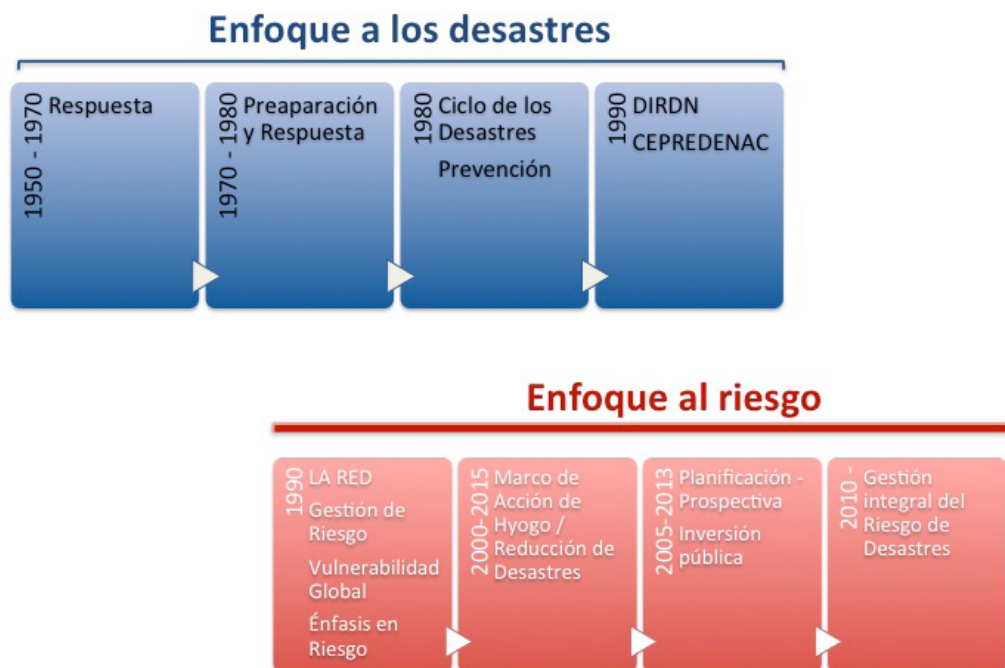 Enfoque a los desastres
1950 - 1970
Respuesta
1970 - 1980
Preaparación
y Respuesta
1980
Ciclo de los
Desastres
Prevención
1990
DIRDN
CEPREDENAC
Enfoque al riesgo
1990
LA RED
Gestión de
Riesgo
Vulnerabilidad
Global
Énfasis en
Riesgo
2000-2015
Marco de
Acción de
Hyogo /
Reducción de
Desastres
2005-2013
Planificación -
Prospectiva
Inversión
pública
2010 -
Gestión
integral del
Riesgo de
Desastres